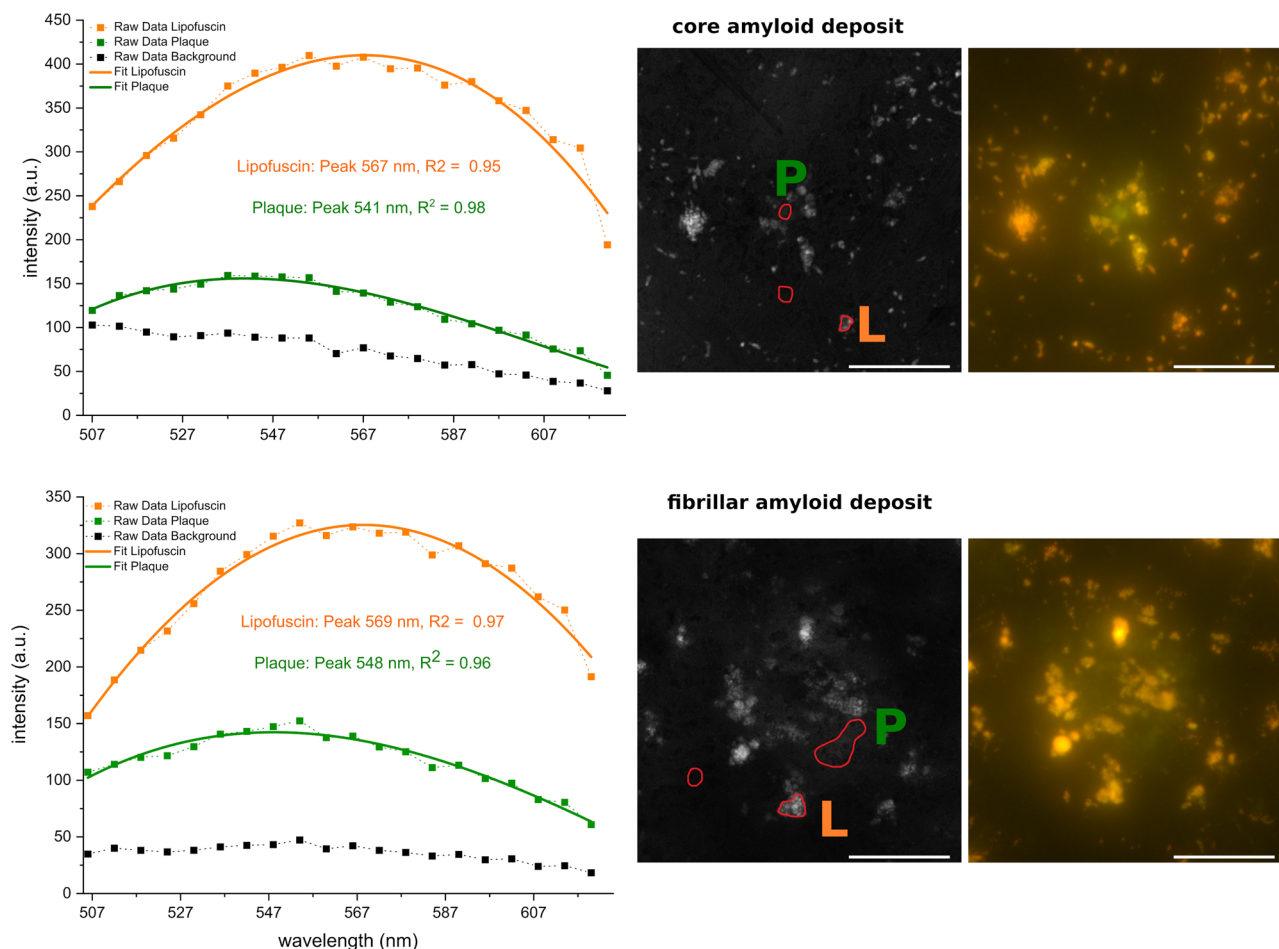 core amyloid deposit
450
400
350
300
250
200
150
100
50
0
intensity (a.u.)
Raw Data Lipofuscin
Raw Data Plaque
Raw Data Background
Fit Lipofuscin
Fit Plaque
Lipofuscin: Peak 567 nm, R2 = 0.95
Plaque: Peak 541 nm, R² = 0.98
507 527 547 567 587 607
P
L
fibrillar amyloid deposit
350
300
250
200
150
100
50
0
intensity (a.u.)
Raw Data Lipofuscin
Raw Data Plaque
Raw Data Background
Fit Lipofuscin
Fit Plaque
Lipofuscin: Peak 569 nm, R2 = 0.97
Plaque: Peak 548 nm, R² = 0.96
507 527 547 567 587 607
wavelength (nm)
P
L